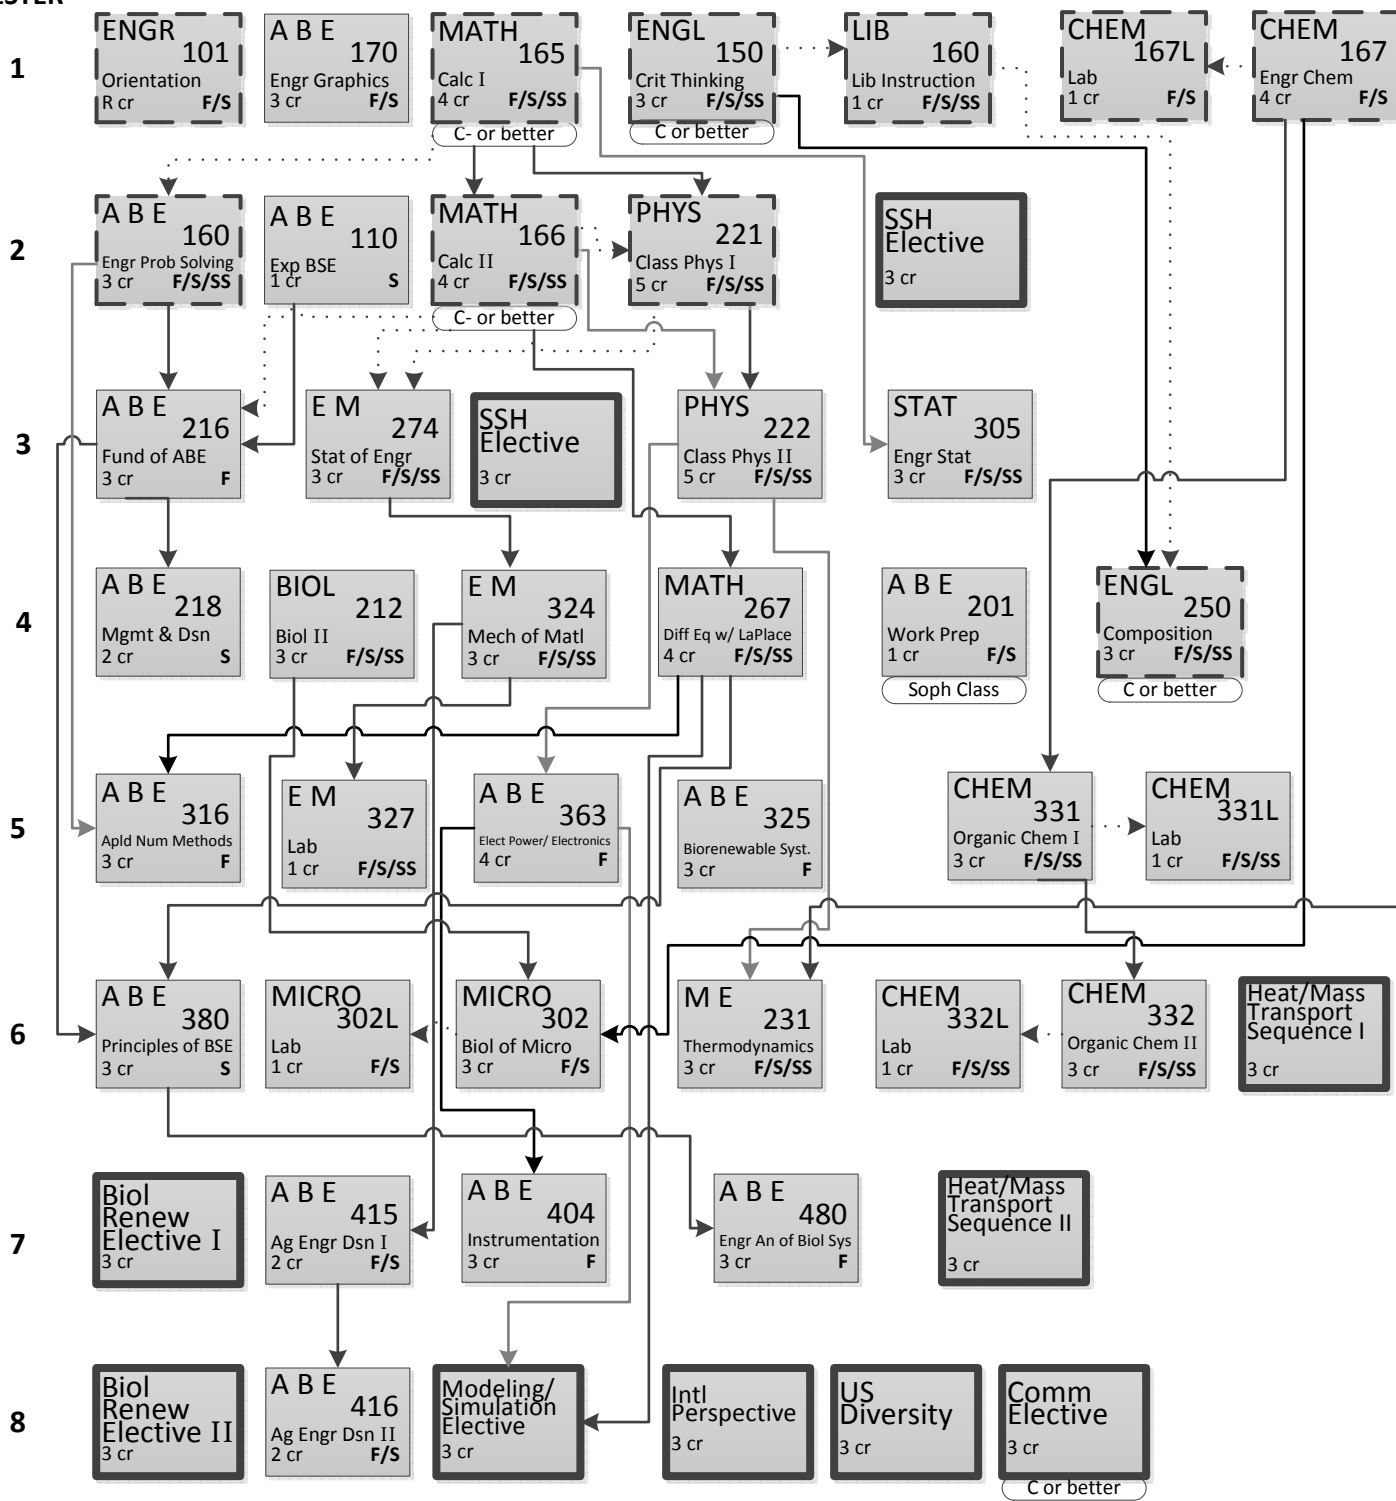 1
ENGR
101
Orientation
R cr F/S
A B E
170
Engr Graphics
3 cr F/S
MATH
165
Calc I
4 cr F/S/SS
C- or better
ENGL
150
Crit Thinking
3 cr F/S/SS
C or better
LIB
160
Lib Instruction
1 cr F/S/SS
CHEM
167L
Lab
1 cr F/S
CHEM
167
Engr Chem
4 cr F/S
2
A B E
160
Engr Prob Solving
3 cr F/S/SS
A B E
110
Exp BSE
1 cr S
MATH
166
Calc II
4 cr F/S/SS
C- or better
PHYS
221
Class Phys I
5 cr F/S/SS
SSH
Elective
3 cr
3
A B E
216
Fund of ABE
3 cr F
E M
274
Stat of Engr
3 cr F/S/SS
SSH
Elective
3 cr
PHYS
222
Class Phys II
5 cr F/S/SS
STAT
305
Engr Stat
3 cr F/S/SS
4
A B E
218
Mgmt & Dsn
2 cr S
BIOL
212
Biol II
3 cr F/S/SS
E M
324
Mech of Matl
3 cr F/S/SS
MATH
267
Diff Eq w/ LaPlace
4 cr F/S/SS
A B E
201
Work Prep
1 cr F/S
Soph Class
ENGL
250
Composition
3 cr F/S/SS
C or better
5
A B E
316
Apld Num Methods
3 cr F
E M
327
Lab
1 cr F/S/SS
A B E
363
Elect Power/ Electronics
4 cr F
A B E
325
Biorenewable Syst.
3 cr F
CHEM
331
Organic Chem I
3 cr F/S/SS
CHEM
331L
Lab
1 cr F/S/SS
6
A B E
380
Principles of BSE
3 cr S
MICRO
302L
Lab
1 cr F/S
MICRO
302
Biol of Micro
3 cr F/S
M E
231
Thermodynamics
3 cr F/S/SS
CHEM
332L
Lab
1 cr F/S/SS
CHEM
332
Organic Chem II
3 cr F/S/SS
Heat/Mass
Transport
Sequence I
3 cr
7
Biol
Renew
Elective I
3 cr
A B E
415
Ag Engr Dsn I
2 cr F/S
A B E
404
Instrumentation
3 cr F
A B E
480
Engr An of Biol Sys
3 cr F
Heat/Mass
Transport
Sequence II
3 cr
8
Biol
Renew
Elective II
3 cr
A B E
416
Ag Engr Dsn II
2 cr F/S
Modeling/
Simulation
Elective
3 cr
Intl
Perspective
3 cr
US
Diversity
3 cr
Comm
Elective
3 cr
C or better